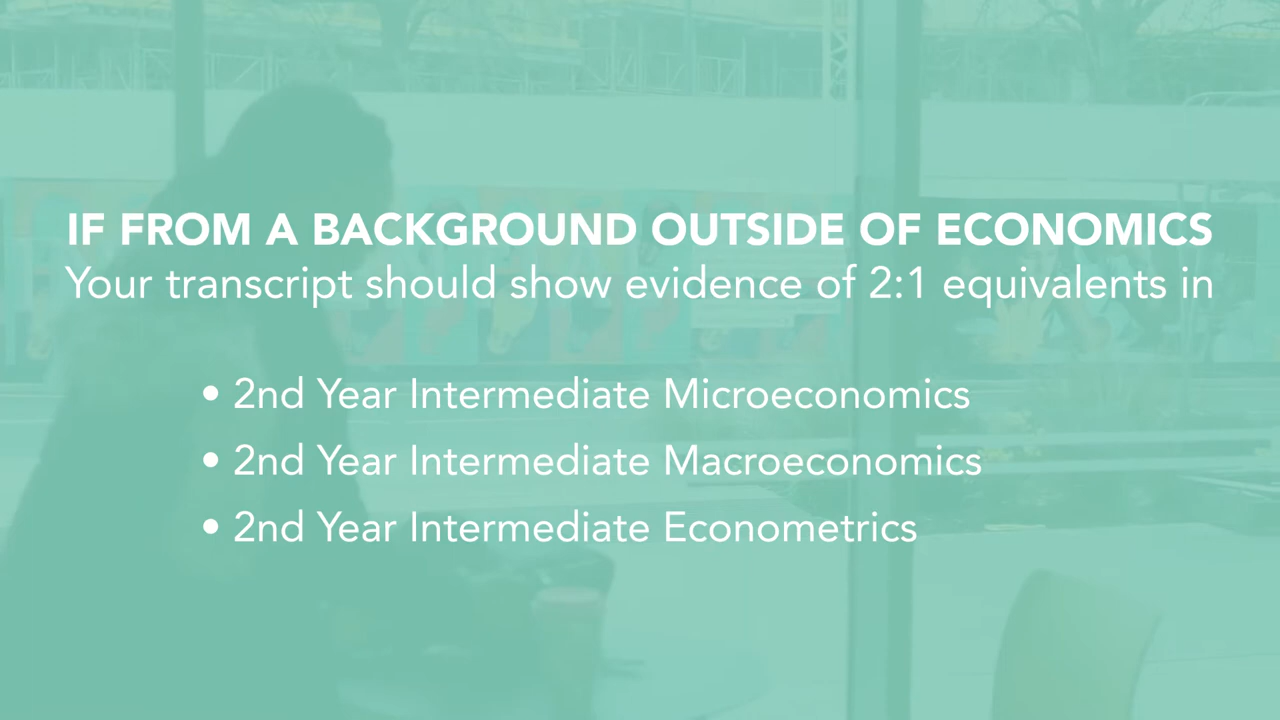 IF FROM A BACKGROUND OUTSIDE OF ECONOMICS
Your transcript should show evidence of 2:1 equivalents in
• 2nd Year Intermediate Microeconomics
• 2nd Year Intermediate Macroeconomics
• 2nd Year Intermediate Econometrics